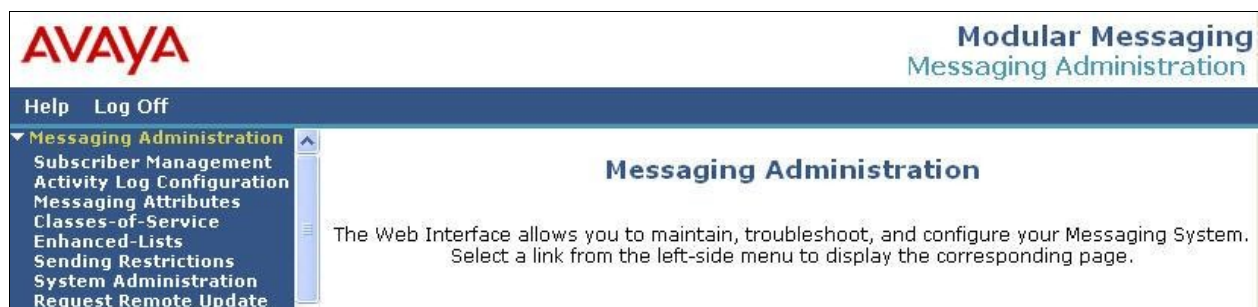 AVAYA
Modular Messaging
Messaging Administration
Help Log Off
Messaging Administration
Subscriber Management
Activity Log Configuration
Messaging Attributes
Classes-of-Service
Enhanced-Lists
Sending Restrictions
System Administration
Request Remote Update
Messaging Administration
The Web Interface allows you to maintain, troubleshoot, and configure your Messaging System.
Select a link from the left-side menu to display the corresponding page.